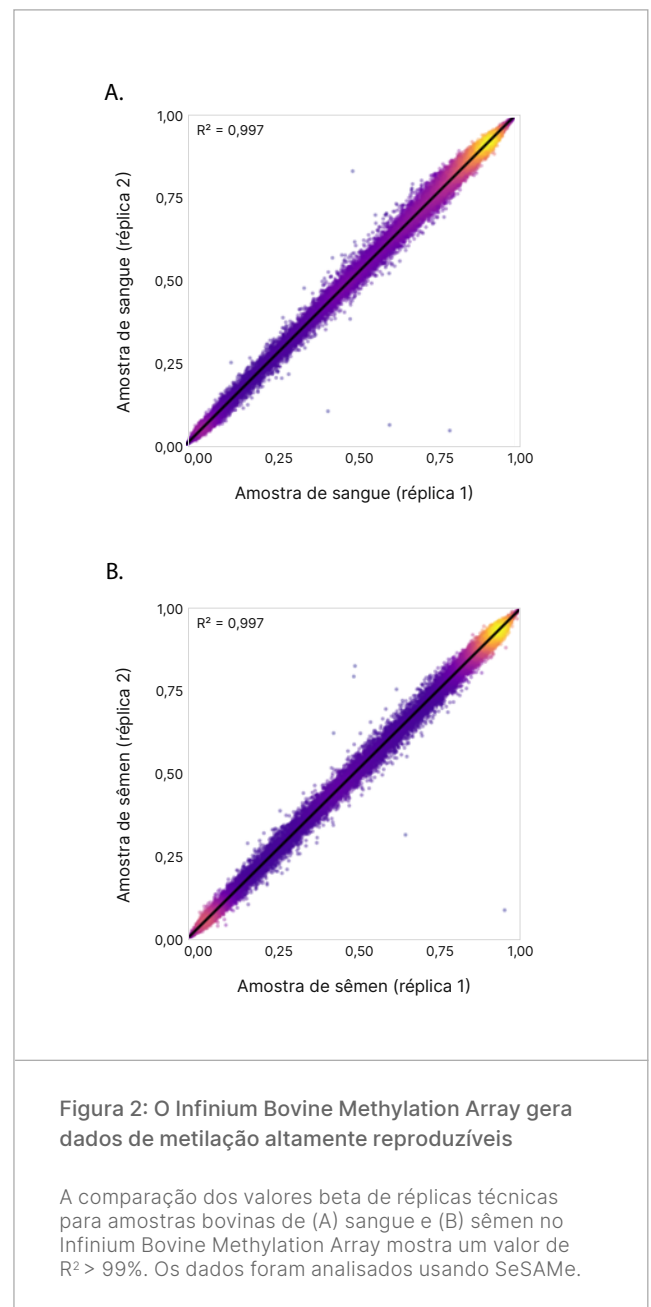 A.
R² = 0,997
1,00
0,75
0,50
0,25
0,00
Amostra de sangue (réplica 2)
0,00 0,25 0,50 0,75 1,00
Amostra de sangue (réplica 1)
B.
R² = 0,997
1,00
0,75
0,50
0,25
0,00
Amostra de sêmen (réplica 2)
0,00 0,25 0,50 0,75 1,00
Amostra de sêmen (réplica 1)
Figura 2: O Infinium Bovine Methylation Array gera
dados de metilação altamente reproduzíveis
A comparação dos valores beta de réplicas técnicas
para amostras bovinas de (A) sangue e (B) sêmen no
Infinium Bovine Methylation Array mostra um valor de
R² > 99%. Os dados foram analisados usando SeSAMe.